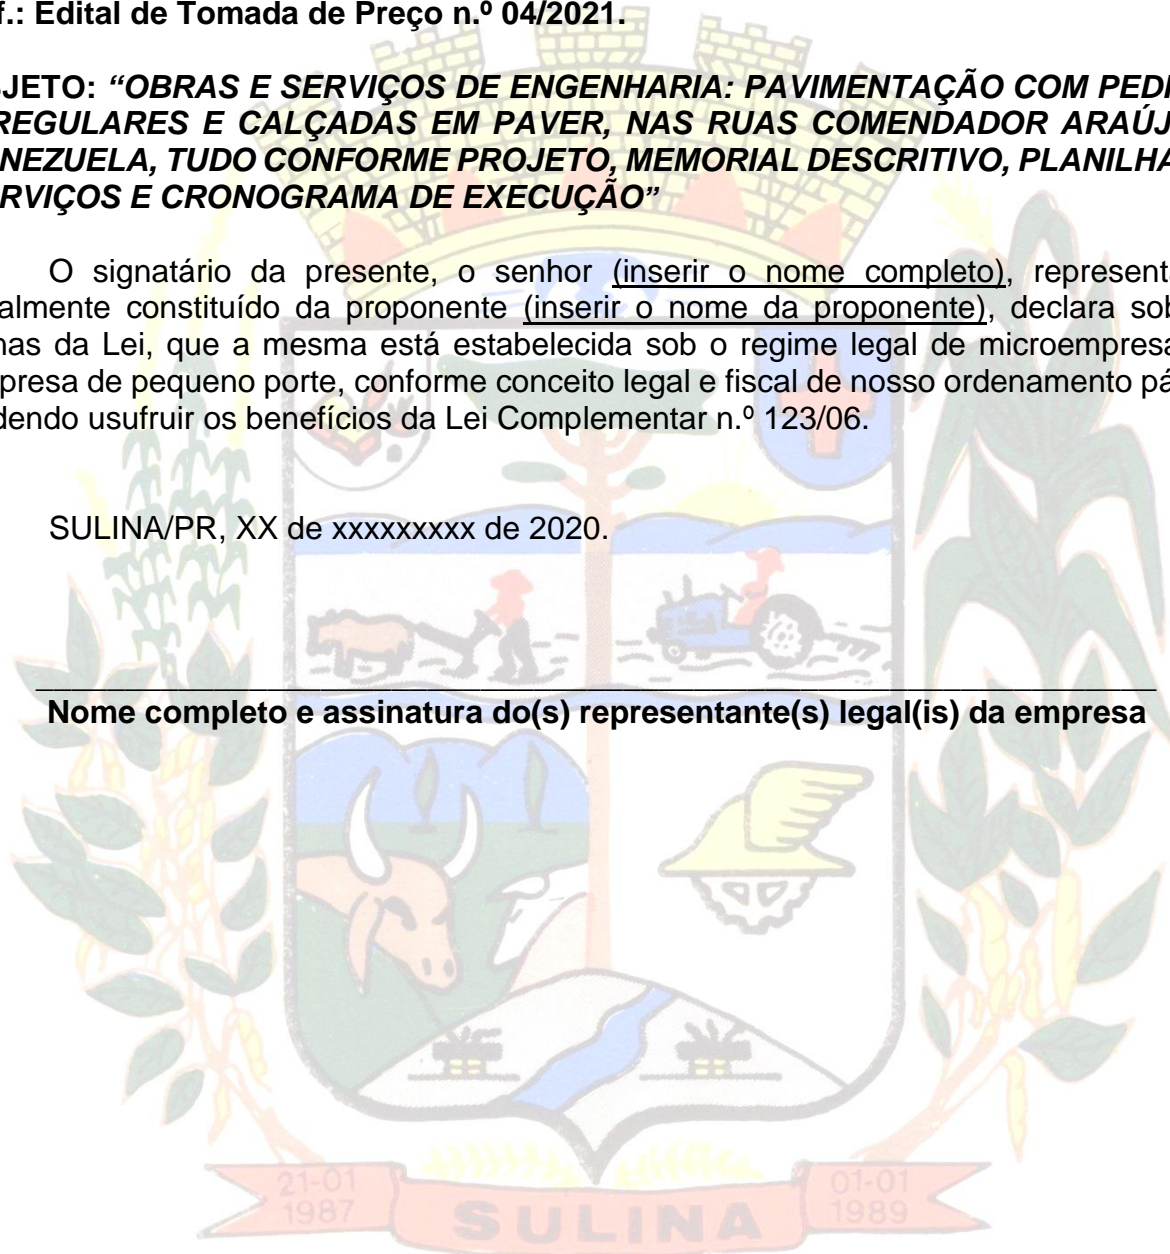 f.: Edital de Tomada de Preço n.º 04/2021.
JETO: “OBRAS E SERVIÇOS DE ENGENHARIA: PAVIMENTAÇÃO COM PEDR
REGULARES E CALÇADAS EM PAVER, NAS RUAS COMENDADOR ARAÚJ
NEZUELA, TUDO CONFORME PROJETO, MEMORIAL DESCRITIVO, PLANILHA
RVIÇOS E CRONOGRAMA DE EXECUÇÃO”
O signatário da presente, o senhor (inserir o nome completo), representa
almente constituído da proponente (inserir o nome da proponente), declara sob
nas da Lei, que a mesma está estabelecida sob o regime legal de microempresa
presa de pequeno porte, conforme conceito legal e fiscal de nosso ordenamento pá
dendo usufruir os benefícios da Lei Complementar n.º 123/06.
SULINA/PR, XX de xxxxxxxxx de 2020.
Nome completo e assinatura do(s) representante(s) legal(is) da empresa
21-01
1987
SULINA
01-01
1989